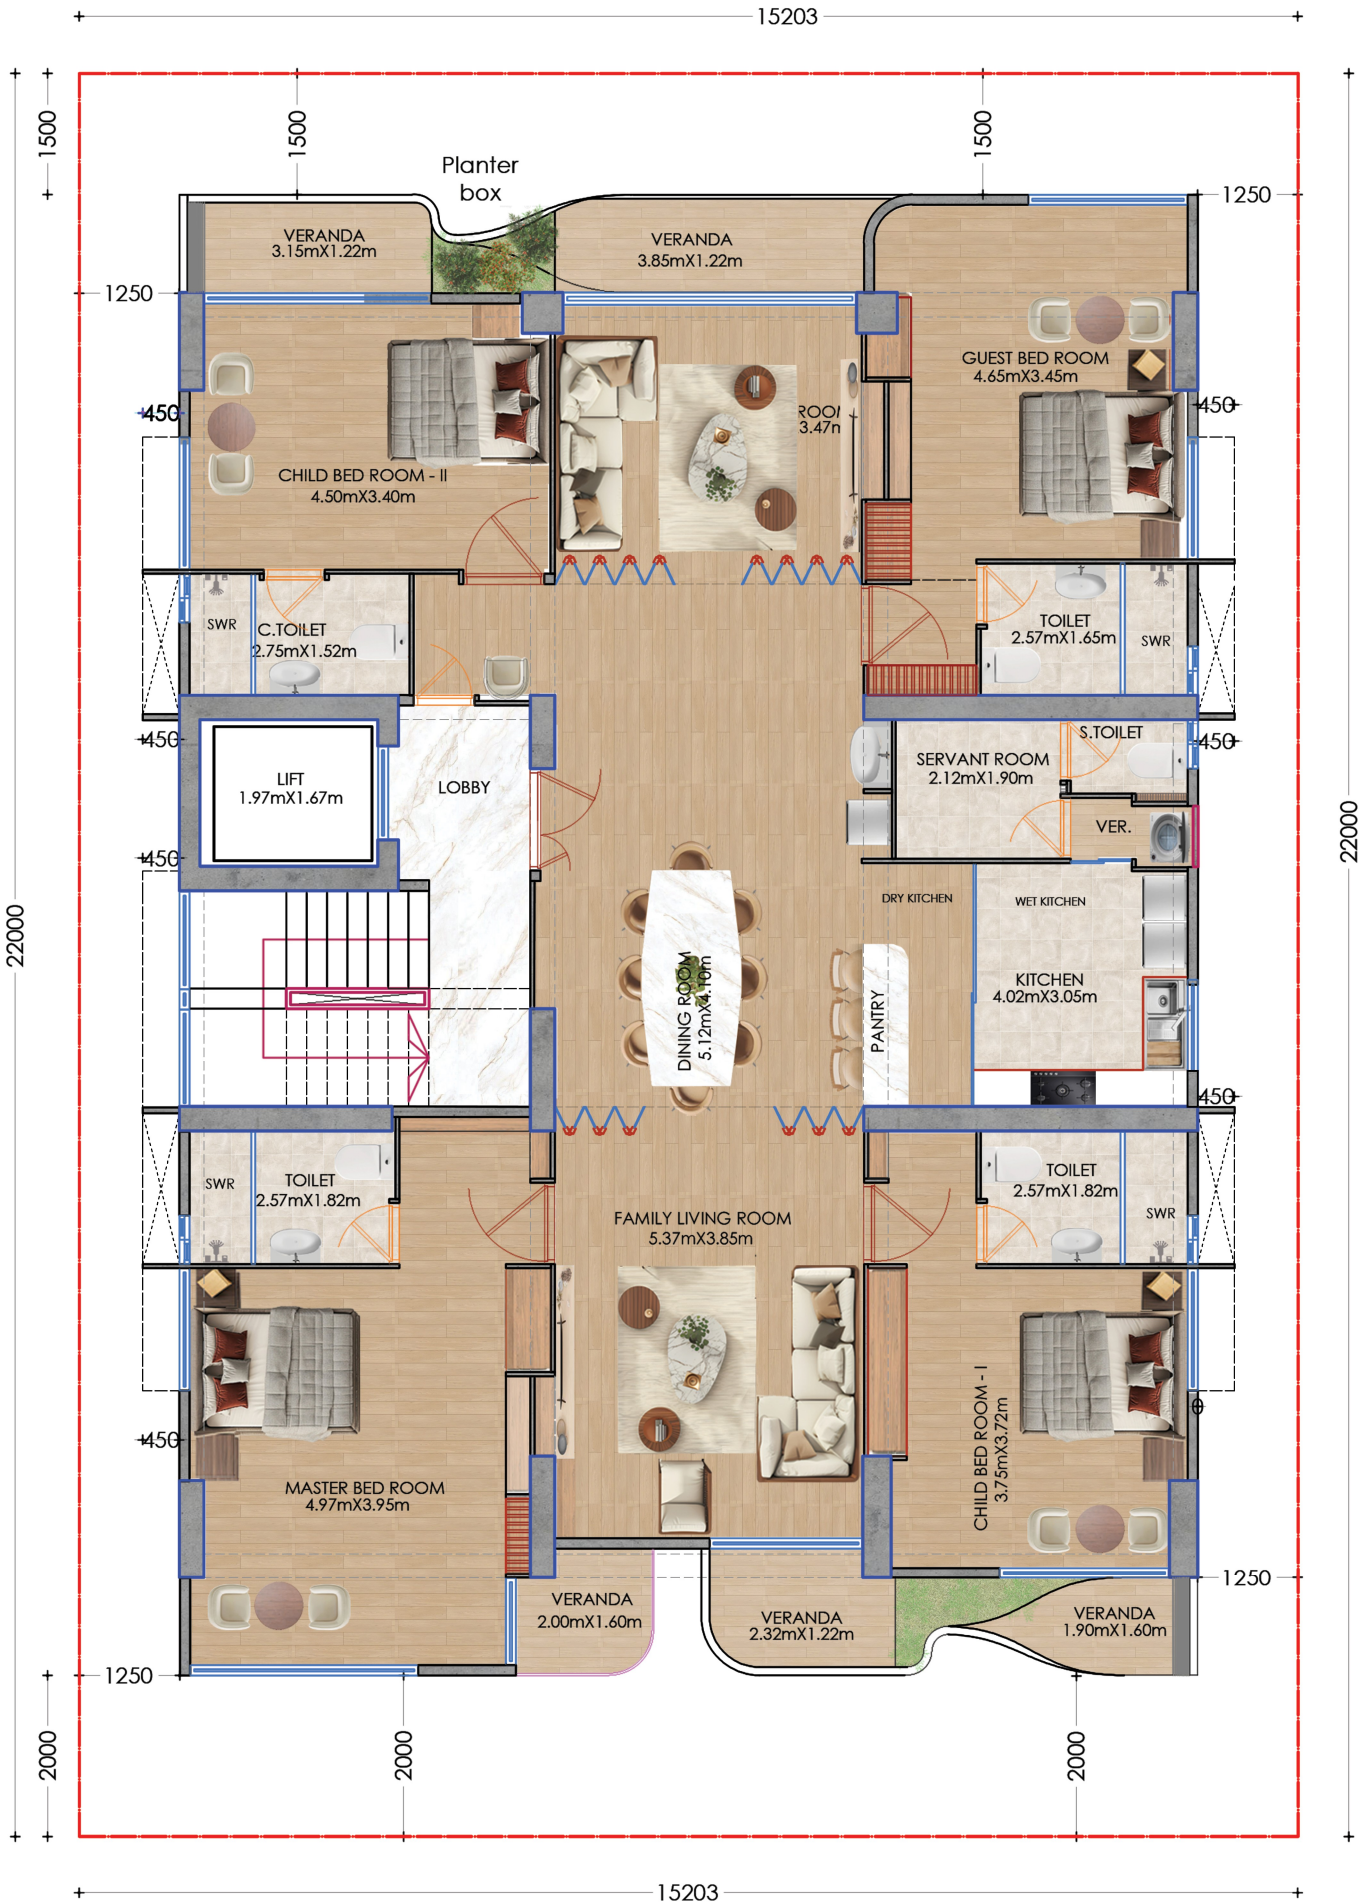 15203
1500
1500
1500
Planter
box
1250
VERANDA
3.15mX1.22m
VERANDA
3.85mX1.22m
1250
GUEST BED ROOM
4.65mX3.45m
450
450
3.47m
CHILD BED ROOM - II
4.50mX3.40m
SWR
C.TOILET
2.75mX1.52m
TOILET
2.57mX1.65m
SWR
450
LIFT
1.97mX1.67m
LOBBY
SERVANT ROOM
2.12mX1.90m
S.TOILET
450
VER.
22000
450
DRY KITCHEN
WET KITCHEN
22000
DINING ROOM
5.12mX4.10m
PANTRY
KITCHEN
4.02mX3.05m
450
SWR
TOILET
2.57mX1.82m
TOILET
2.57mX1.82m
SWR
FAMILY LIVING ROOM
5.37mX3.85m
450
MASTER BED ROOM
4.97mX3.95m
CHILD BED ROOM - I
3.75mX3.72m
1250
VERANDA
2.00mX1.60m
VERANDA
2.32mX1.22m
VERANDA
1.90mX1.60m
1250
2000
2000
2000
15203